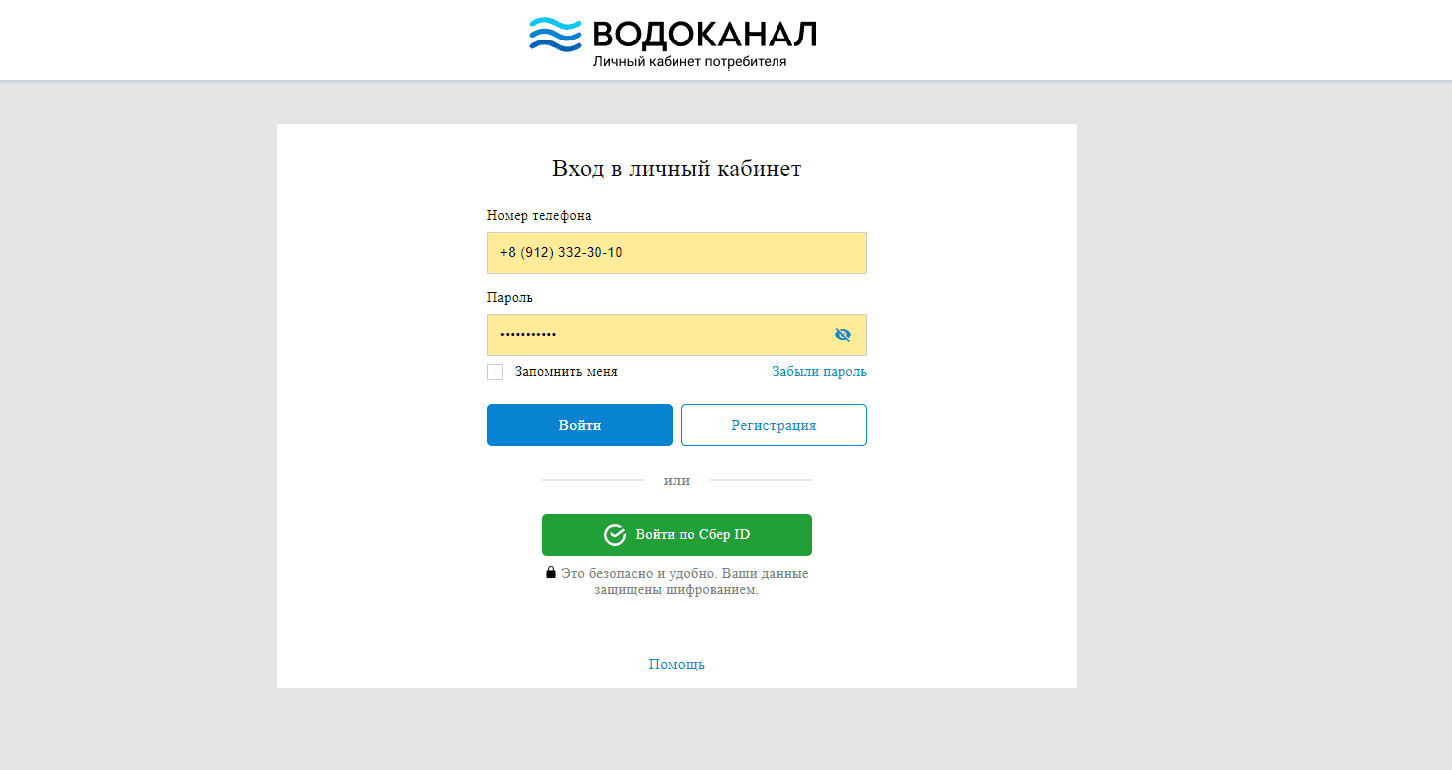 ВОДОКАНАЛ
Личный кабинет потребителя
Вход в личный кабинет
Номер телефона
+8 (912) 332-30-10
Пароль
•••••••••••
Запомнить меня
Забыли пароль
Войти
Регистрация
или
Войти по Сбер ID
Это безопасно и удобно. Ваши данные
защищены шифрованием.
Помощь